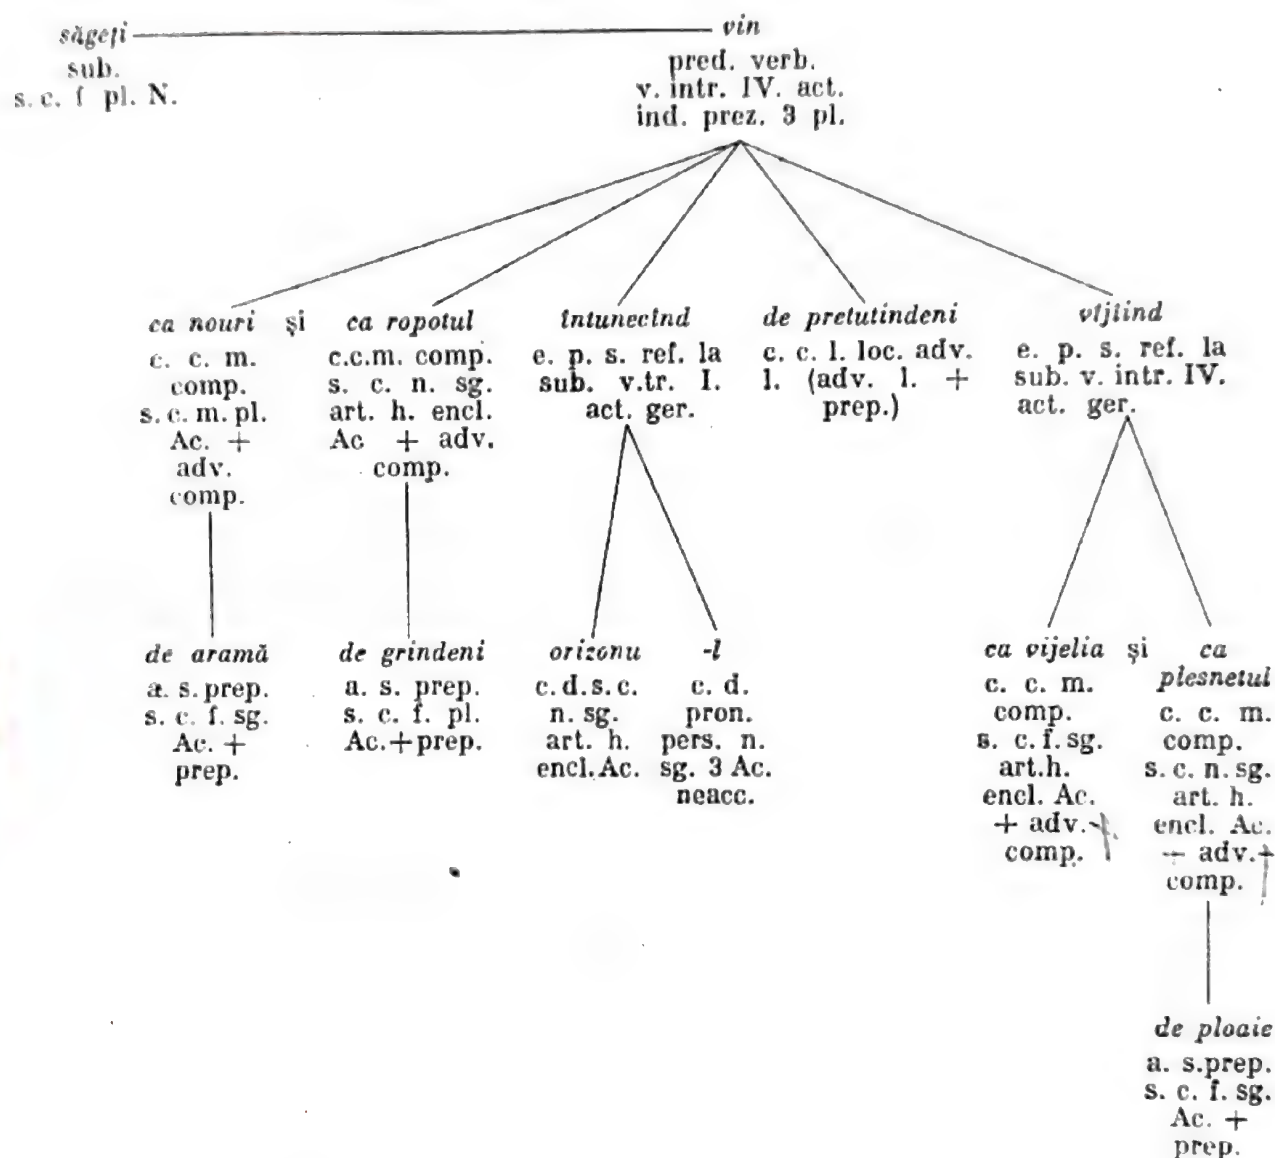 săgeți vin
sub.
s. c. f pl. N.
pred. verb.
v. intr. IV. act.
ind. prez. 3 pl.
ca nouri și
c. c. m.
comp.
s. c. m. pl.
Ac. +
adv.
comp.
ca ropotul
c.c.m. comp.
s. c. n. sg.
art. h. encl.
Ac + adv.
comp.
întunecînd
e. p. s. ref. la
sub. v.tr. I.
act. ger.
de pretutindeni
c. c. l. loc. adv.
l. (adv. l. +
prep.)
vîjîind
e. p. s. ref. la
sub. v. intr. IV.
act. ger.
de aramă
a. s. prep.
s. c. f. sg.
Ac. +
prep.
de grindeni
a. s. prep.
s. c. f. pl.
Ac.+prep.
orizonu
c. d. s. c.
n. sg.
art. h.
encl. Ac.
-l
c. d.
pron.
pers. n.
sg. 3 Ac.
neacc.
ca vijelia și
c. c. m.
comp.
s. c. f. sg.
art.h.
encl. Ac.
+ adv.
comp.
ca
plesnetul
c. c. m.
comp.
s. c. n. sg.
art. h.
encl. Ac.
+ adv.
comp.
de ploaie
a. s.prep.
s. c. f. sg.
Ac. +
prep.